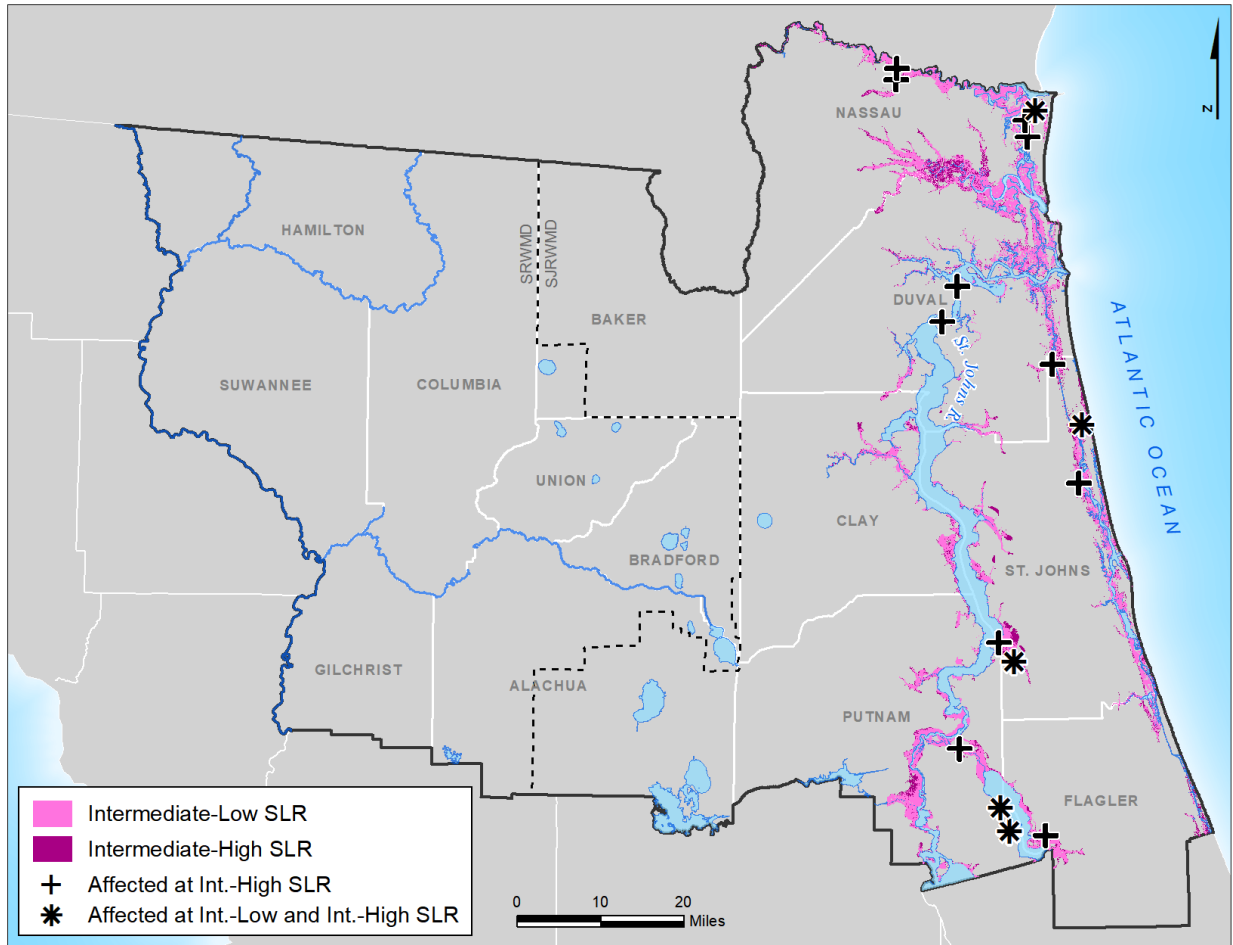 N
NASSAU
HAMILTON
SRWMD
SJRWMD
DUVAL
BAKER
ATLANTIC OCEAN
St. Johns R.
SUWANNEE
COLUMBIA
UNION
CLAY
BRADFORD
ST. JOHNS
GILCHRIST
ALACHUA
PUTNAM
FLAGLER
Intermediate-Low SLR
Intermediate-High SLR
Affected at Int.-High SLR
Affected at Int.-Low and Int.-High SLR
0 10 20
Miles